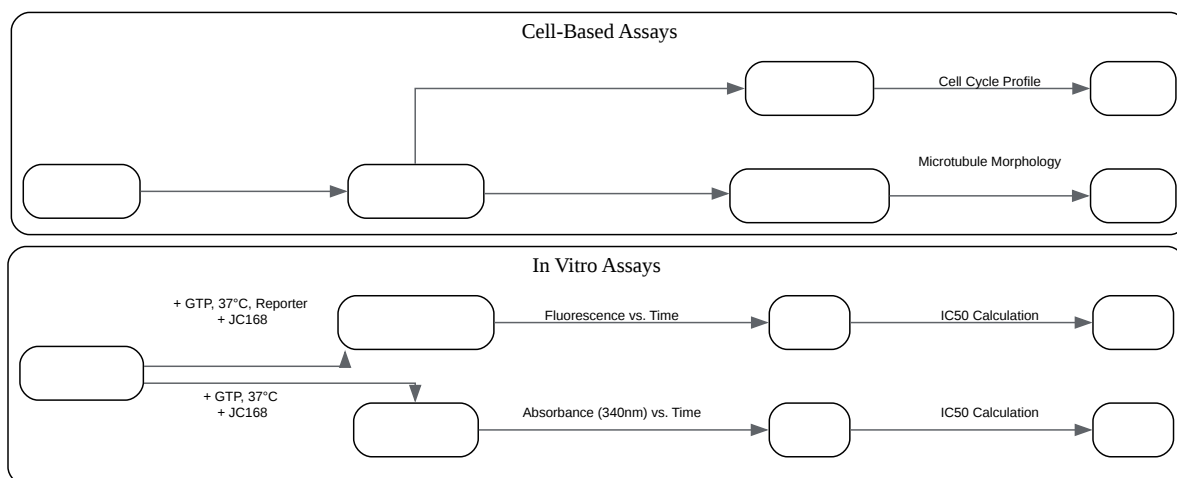 Cell-Based Assays
Cell Cycle Profile
Microtubule Morphology
In Vitro Assays
+ GTP, 37°C, Reporter
+ JC168
Fluorescence vs. Time
IC50 Calculation
+ GTP, 37°C
+ JC168
Absorbance (340nm) vs. Time
IC50 Calculation